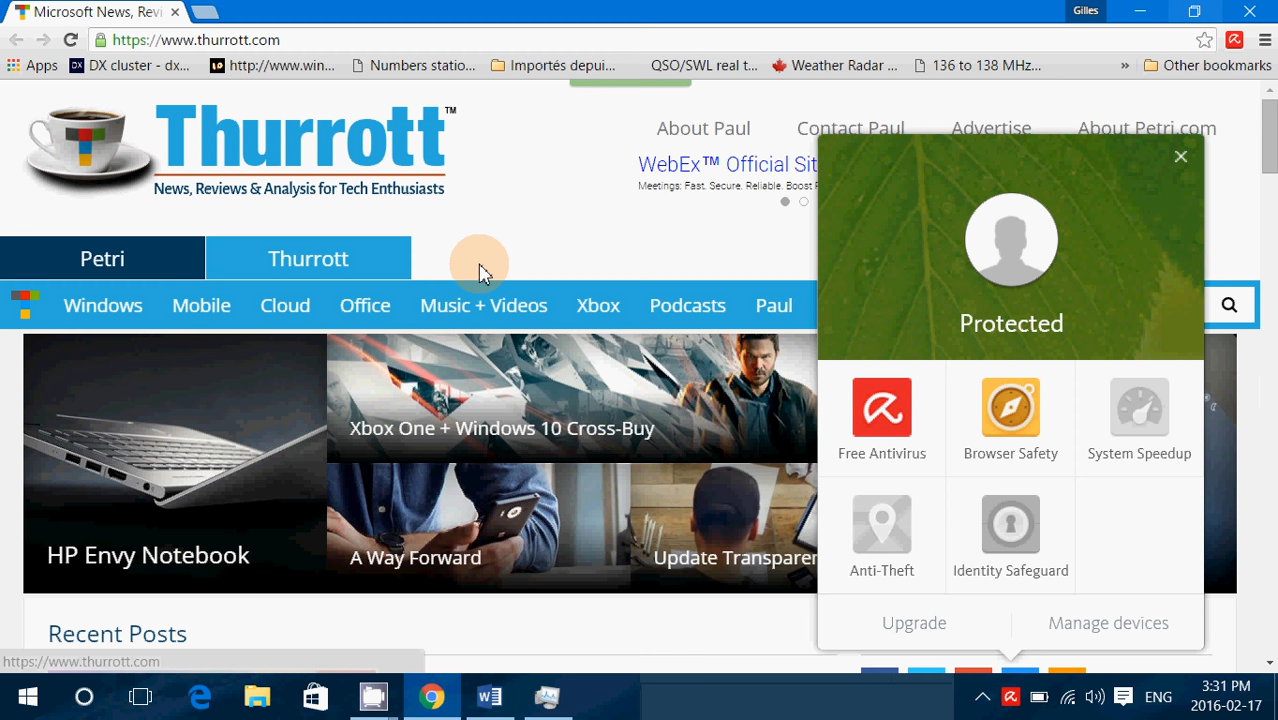 Microsoft News, Revi
Gilles
https://www.thurrott.com
Apps
DX cluster - dx...
http://www.win...
Numbers statio...
Importés depui...
QSO/SWL real t...
Weather Radar ...
136 to 138 MHz...
»
Other bookmarks
Thurrott™
News, Reviews & Analysis for Tech Enthusiasts
About Paul
Contact Paul
Advertise
About Petri.com
WebEx™ Official Sit
Meetings: Fast. Secure. Reliable. Boost
Petri
Thurrott
Windows
Mobile
Cloud
Office
Music + Videos
Xbox
Podcasts
Paul
HP Envy Notebook
Xbox One + Windows 10 Cross-Buy
A Way Forward
Update Transparen
Protected
Free Antivirus
Browser Safety
System Speedup
Anti-Theft
Identity Safeguard
Upgrade
Manage devices
Recent Posts
https://www.thurrott.com
ENG
3:31 PM
2016-02-17